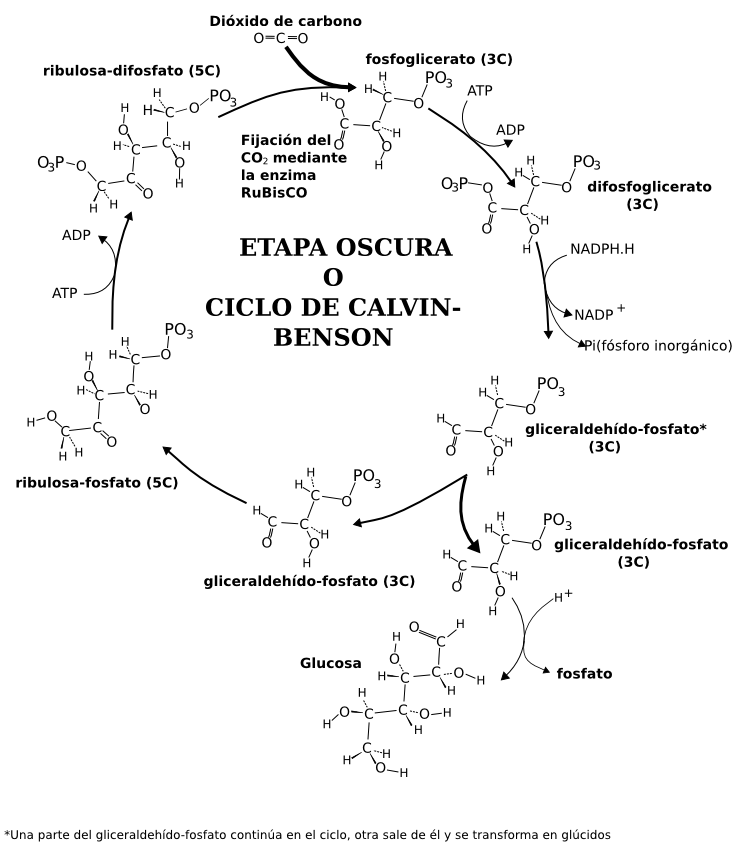 Dióxido de carbono
O=C=O
ribulosa-difosfato (5C)
fosfoglicerato (3C)
ATP
ADP
Fijación del
CO₂ mediante
la enzima
RuBisCO
difosfoglicerato
(3C)
ETAPA OSCURA
O
CICLO DE CALVIN-
BENSON
ADP
ATP
NADPH.H
NADP +
Pi(fósforo inorgánico)
gliceraldehído-fosfato*
(3C)
ribulosa-fosfato (5C)
gliceraldehído-fosfato (3C)
gliceraldehído-fosfato
(3C)
H+
fosfato
Glucosa
*Una parte del gliceraldehído-fosfato continúa en el ciclo, otra sale de él y se transforma en glúcidos